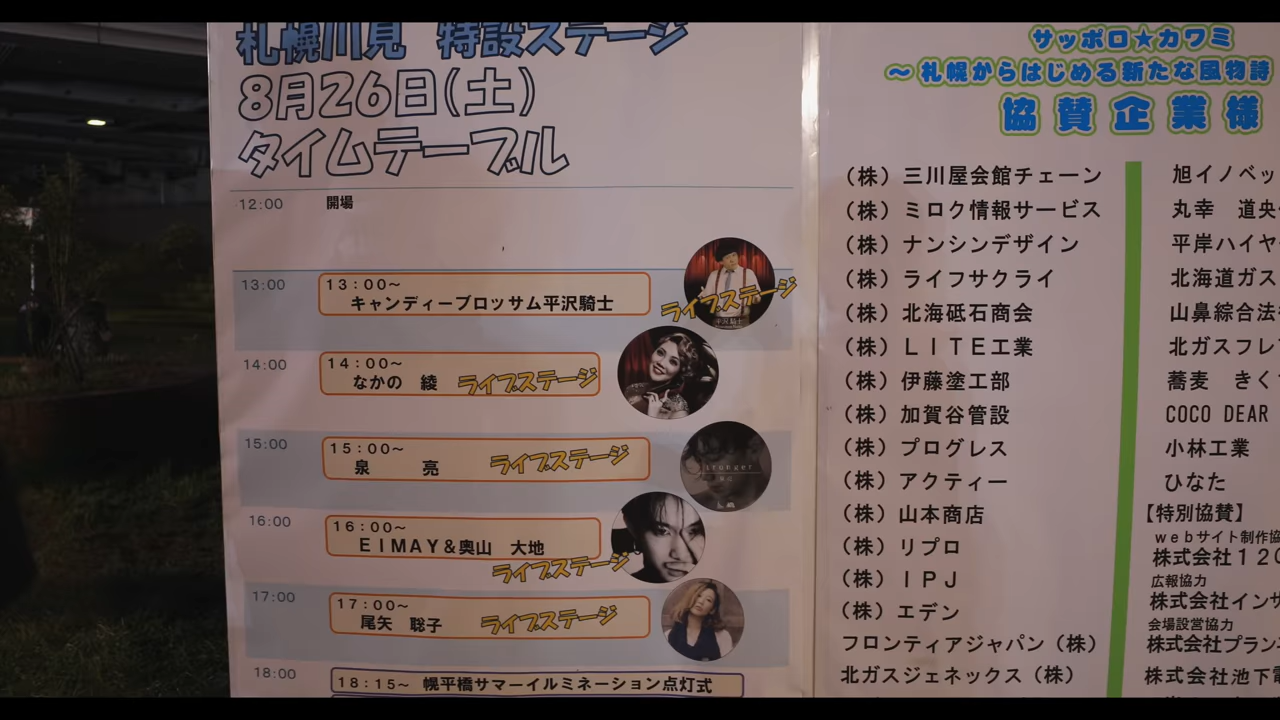 札幌川見 特設ステージ
8月26日(土)
タイムテーブル
12:00 開場
13:00
13:00~
キャンディーブロッサム平沢騎士
ライブステージ
14:00
14:00~
なかの 綾 ライブステージ
15:00
15:00~
泉 亮 ライブステージ
stronger
16:00
16:00~
EIMAY&奥山 大地
ライブステージ
17:00
17:00~
尾矢 聡子 ライブステージ
18:00
18:15~ 幌平橋サマーイルミネーション点灯式
サッポロ★カワミ
~札幌からはじめる新たな風物詩
協賛企業様
(株)三川屋会館チェーン
(株)ミロク情報サービス
(株)ナンシンデザイン
(株)ライフサクライ
(株)北海砥石商会
(株)LITE工業
(株)伊藤塗工部
(株)加賀谷管設
(株)プログレス
(株)アクティー
(株)山本商店
(株)リプロ
(株)IPJ
(株)エデン
フロンティアジャパン(株)
北ガスジェネックス(株)
旭イノベッ
丸幸 道央
平岸ハイヤ
北海道ガス
山鼻綜合法
北ガスフレア
蕎麦 きく
COCO DEAR
小林工業
ひなた
【特別協賛】
webサイト制作協
株式会社120
広報協力
株式会社インサ
会場設営協力
株式会社プラン
株式会社池下電